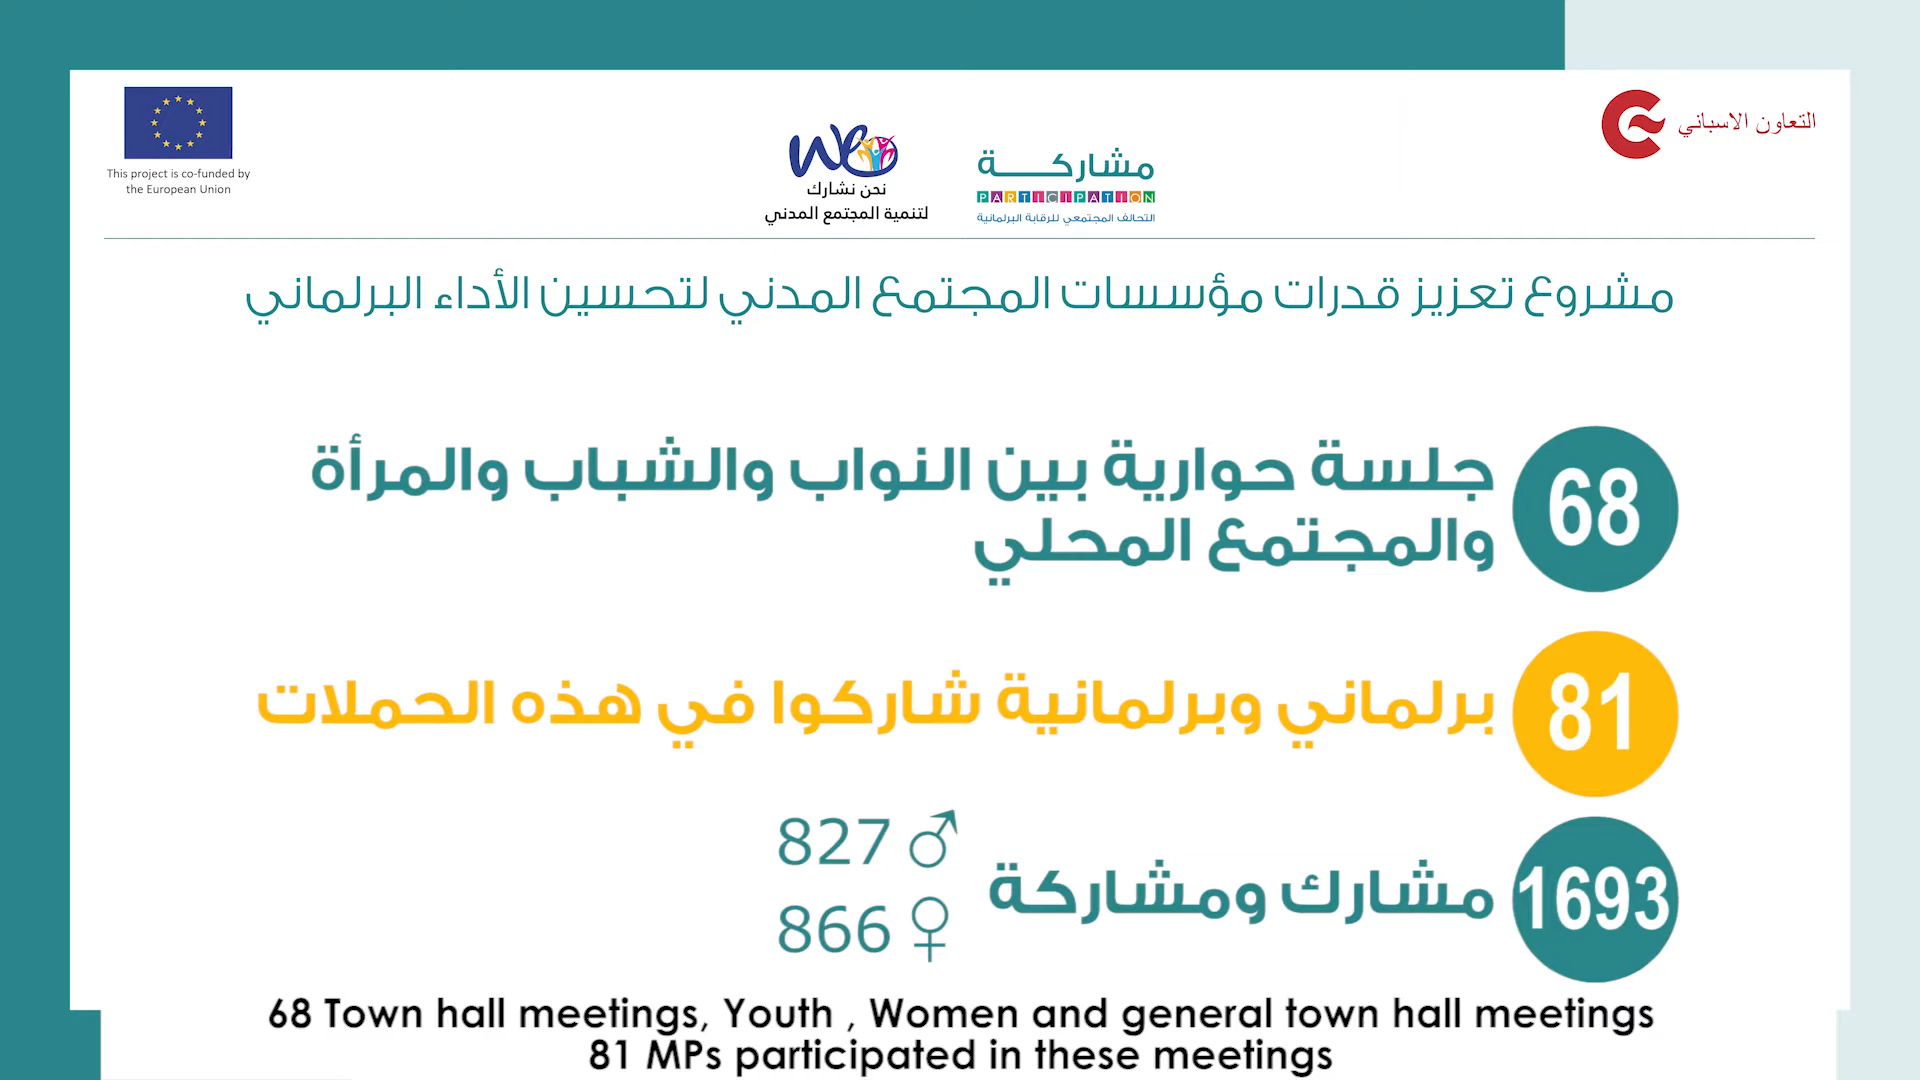 This project is co-funded by
the European Union
we
نحن نشارك
لتنمية المجتمع المدني
مشاركة
PARTICIPATION
التحالف المجتمعي للرقابة البرلمانية
التعاون الاسباني
مشروع تعزيز قدرات مؤسسات المجتمع المدني لتحسين الأداء البرلماني
68 جلسة حوارية بين النواب والشباب والمرأة
والمجتمع المحلي
81 برلماني وبرلمانية شاركوا في هذه الحملات
1693 مشارك ومشاركة
♂ 827
♀ 866
68 Town hall meetings, Youth , Women and general town hall meetings
81 MPs participated in these meetings